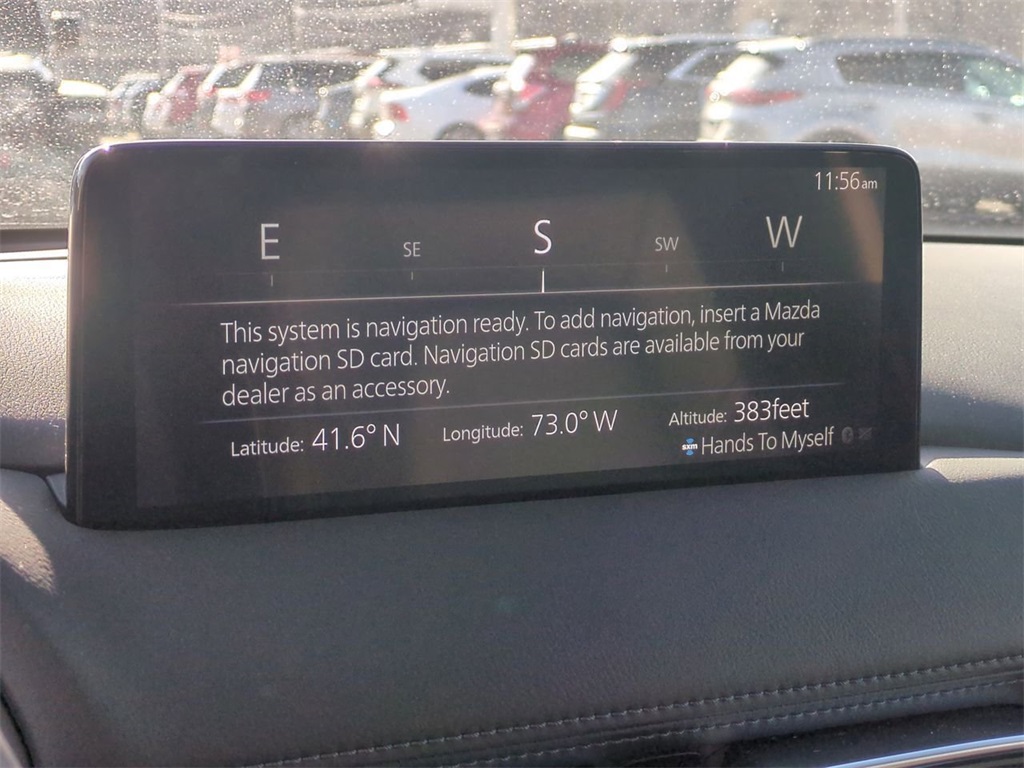 11:56am
E SE S SW W
This system is navigation ready. To add navigation, insert a Mazda
navigation SD card. Navigation SD cards are available from your
dealer as an accessory.
Latitude: 41.6° N Longitude: 73.0° W Altitude: 383feet
sxm Hands To Myself